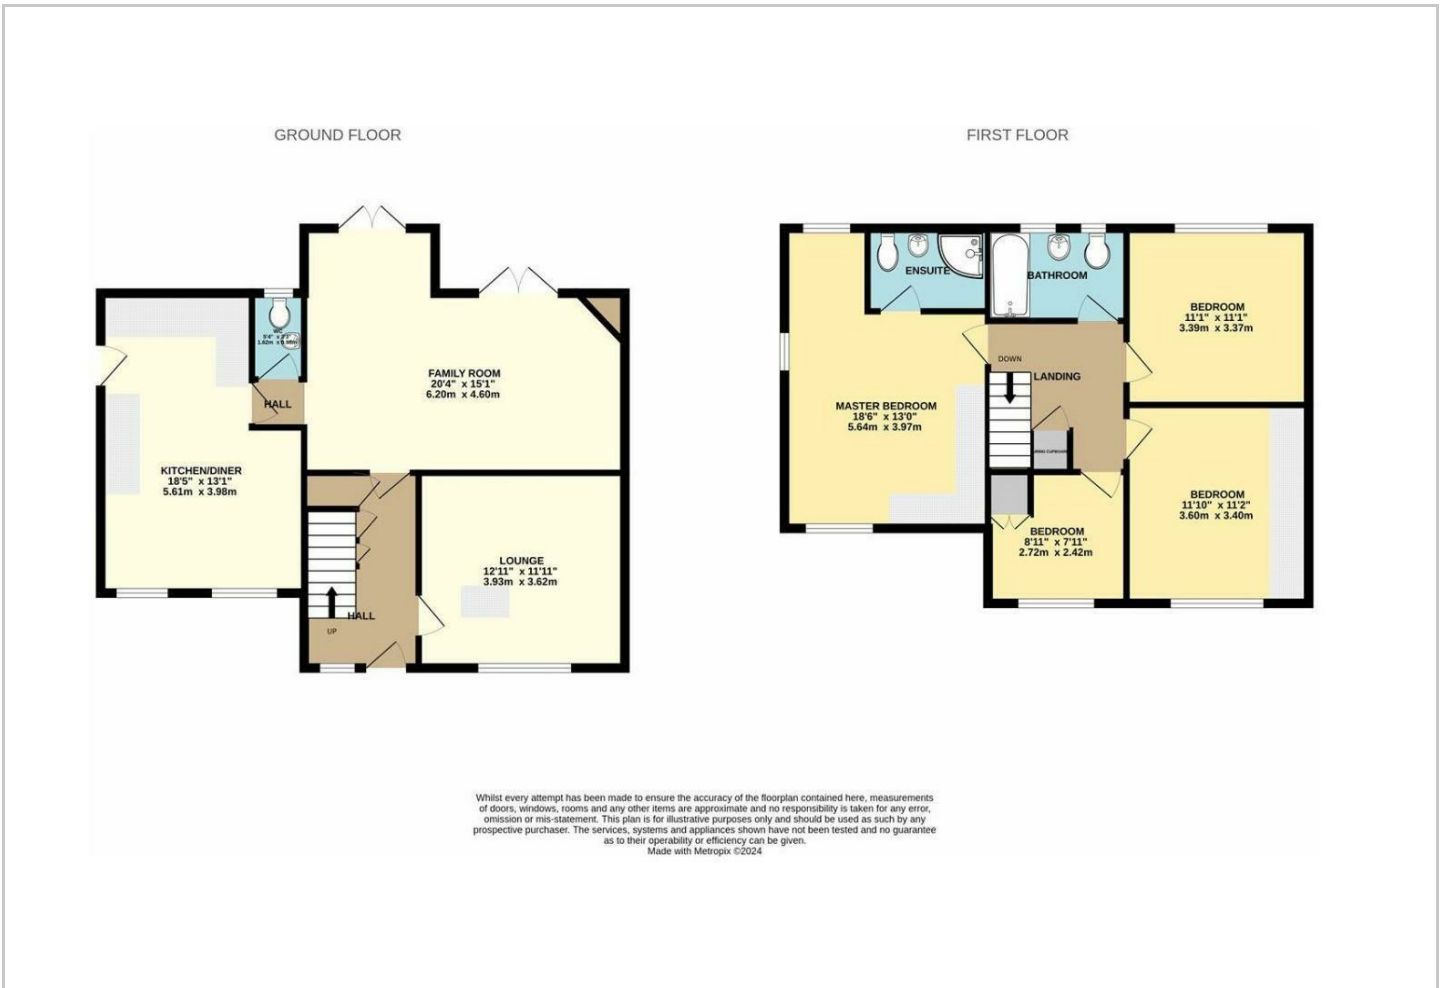 GROUND FLOOR
WC
HALL
FAMILY ROOM
20'4" x 15'1"
6.20m x 4.60m
KITCHEN/DINER
18'5" x 13'1"
5.61m x 3.98m
LOUNGE
12'11" x 11'11"
3.93m x 3.62m
HALL
UP
FIRST FLOOR
ENSUITE
BATHROOM
BEDROOM
11'1" x 11'1"
3.39m x 3.37m
DOWN
LANDING
MASTER BEDROOM
18'6" x 13'0"
5.64m x 3.97m
CUPBOARD
BEDROOM
11'10" x 11'2"
3.60m x 3.40m
BEDROOM
8'11" x 7'11"
2.72m x 2.42m
Whilst every attempt has been made to ensure the accuracy of the floorplan contained here, measurements
of doors, windows, rooms and any other items are approximate and no responsibility is taken for any error,
omission or mis-statement. This plan is for illustrative purposes only and should be used as such by any
prospective purchaser. The services, systems and appliances shown have not been tested and no guarantee
as to their operability or efficiency can be given.
Made with Metropix ©2024